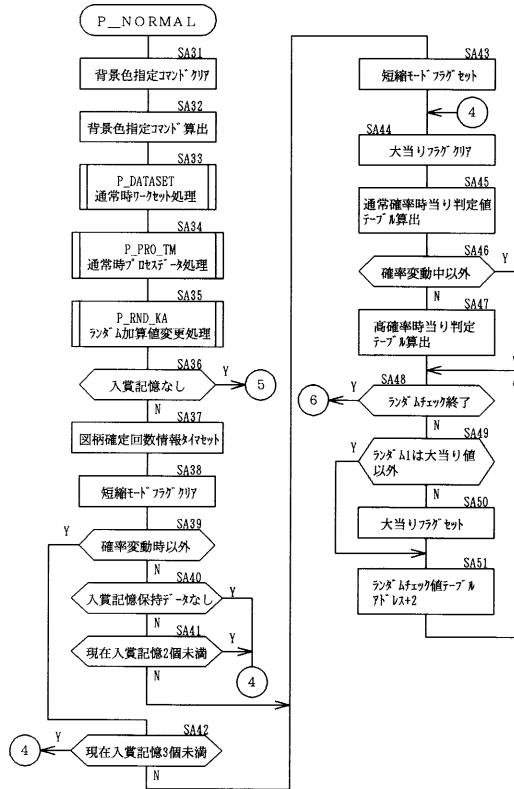 P__NORMAL
SA31
背景色指定ｺﾏﾝﾄﾞｸﾘｱ
SA32
背景色指定ｺﾏﾝﾄﾞ算出
SA33
P_DATASET
通常時ﾜｰｸｾｯﾄ処理
SA34
P_PRO_TM
通常時ﾌﾟﾛｾｽﾃﾞｰﾀ処理
SA35
P_RND_KA
ﾗﾝﾀﾞﾑ加算値変更処理
SA36
入賞記憶なし
Y
5
N
SA37
図柄確定回数情報ﾀｲﾏｾｯﾄ
SA38
短縮ﾓｰﾄﾞﾌﾗｸﾞｸﾘｱ
SA39
Y
確率変動時以外
N
SA40
入賞記憶保持ﾃﾞｰﾀなし
Y
N
SA41
現在入賞記憶2個未満
Y
4
N
SA42
4
Y
現在入賞記憶3個未満
N
SA43
短縮ﾓｰﾄﾞﾌﾗｸﾞｾｯﾄ
4
SA44
大当りﾌﾗｸﾞｸﾘｱ
SA45
通常確率時当り判定値
ﾃｰﾌﾞﾙ算出
SA46
確率変動中以外
Y
N
SA47
高確率時当り判定
ﾃｰﾌﾞﾙ算出
SA48
6
Y
ﾗﾝﾀﾞﾑﾁｪｯｸ終了
N
SA49
Y
ﾗﾝﾀﾞﾑ1は大当り値
以外
N
SA50
大当りﾌﾗｸﾞｾｯﾄ
SA51
ﾗﾝﾀﾞﾑﾁｪｯｸ値ﾃｰﾌﾞﾙ
ｱﾄﾞﾚｽ+2